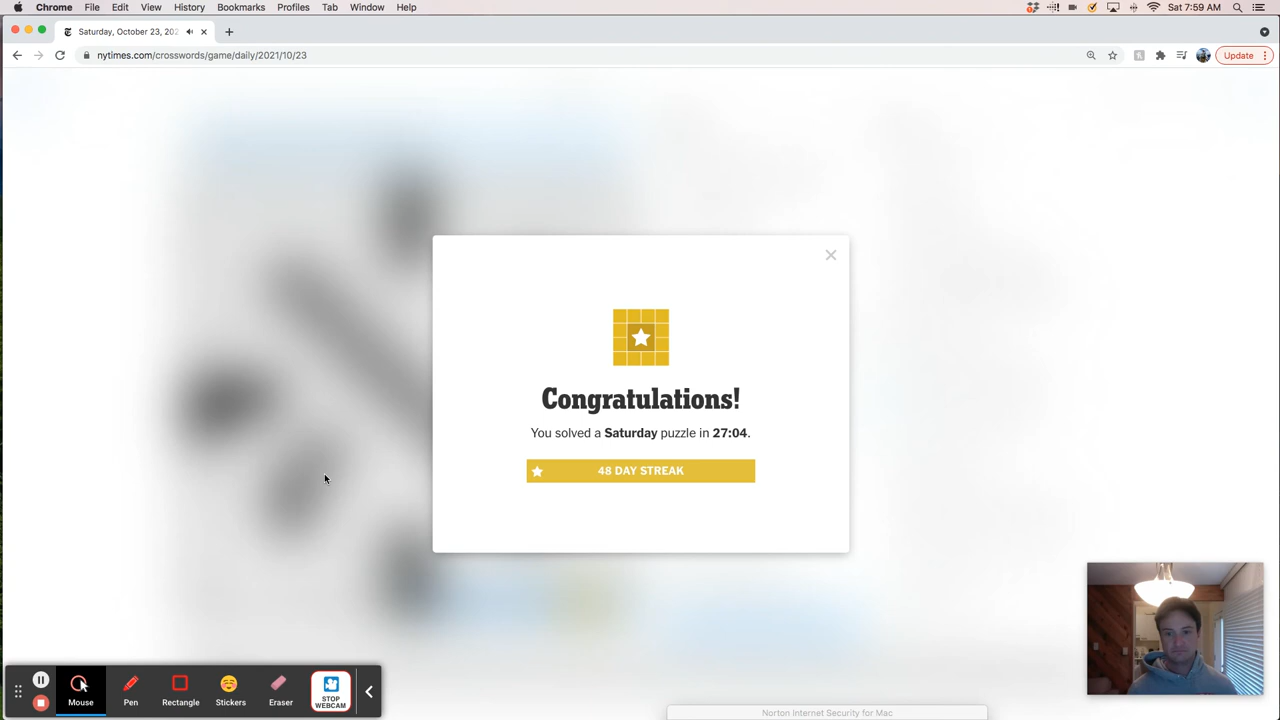 Chrome File Edit View History Bookmarks Profiles Tab Window Help Sat 7:59 AM
Saturday, October 23, 202
nytimes.com/crosswords/game/daily/2021/10/23 Update
Congratulations!
You solved a Saturday puzzle in 27:04.
48 DAY STREAK
Mouse Pen Rectangle Stickers Eraser STOP WEBCAM
Norton Internet Security for Mac